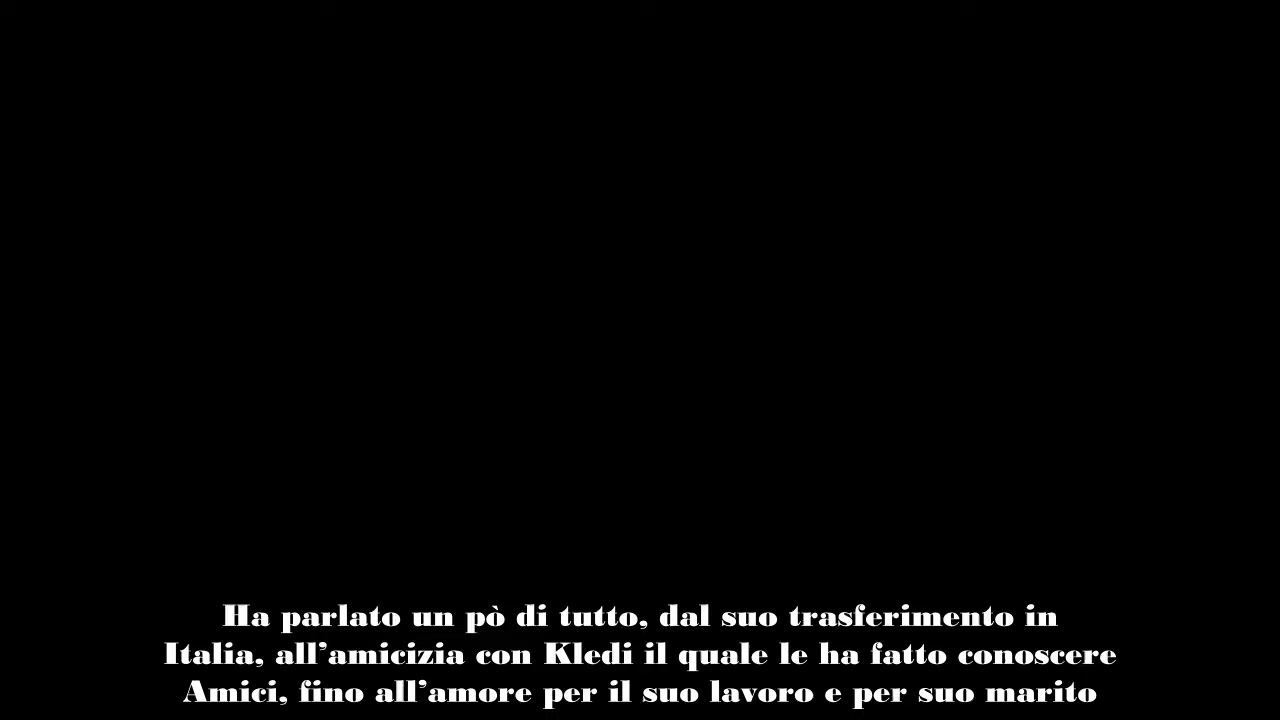 Ha parlato un pò di tutto, dal suo trasferimento in
Italia, all’amicizia con Kledi il quale le ha fatto conoscere
Amici, fino all’amore per il suo lavoro e per suo marito